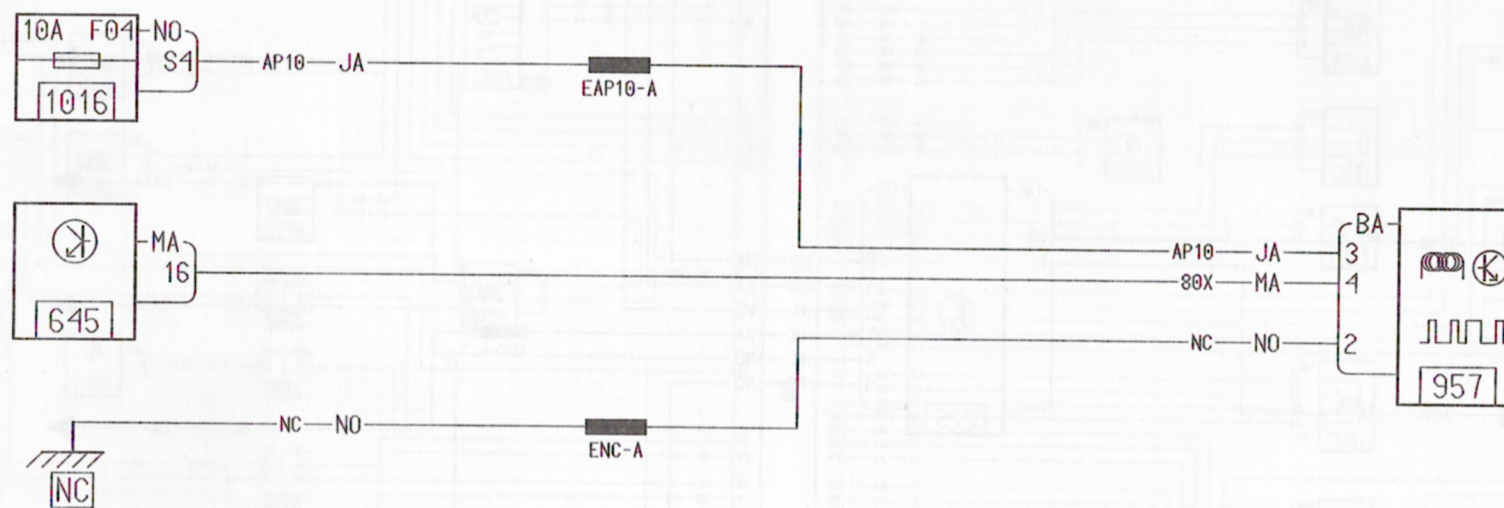 10A F04 NO
S4 AP10 JA
EAP10-A
1016
MA
16
645
BA
AP10 JA 3
80X MA 4
NC NO 2
957
NC NO
ENC-A
NC